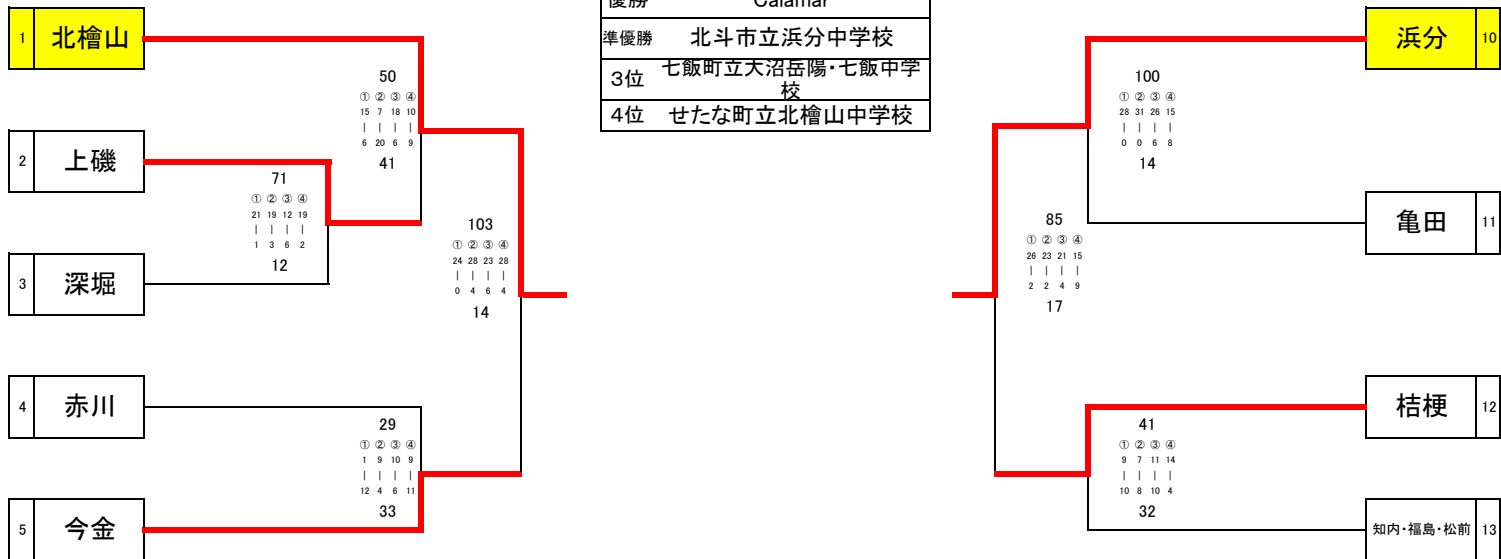 優勝 Calamar
準優勝 北斗市立浜分中学校
3位 七飯町立大沼岳陽・七飯中学
校
4位 せたな町立北檜山中学校
1 北檜山
50
① ② ③ ④
15 7 18 10
| | | |
6 20 6 9
41
2 上磯
71
① ② ③ ④
21 19 12 19
| | | |
1 3 6 2
12
3 深堀
103
① ② ③ ④
24 28 23 28
| | | |
0 4 6 4
14
4 赤川
29
① ② ③ ④
1 9 10 9
| | | |
12 4 6 11
33
5 今金
浜分 10
100
① ② ③ ④
28 31 26 15
| | | |
0 0 6 8
14
亀田 11
85
① ② ③ ④
26 23 21 15
| | | |
2 2 4 9
17
桔梗 12
41
① ② ③ ④
9 7 11 14
| | | |
10 8 10 4
32
知内・福島・松前 13